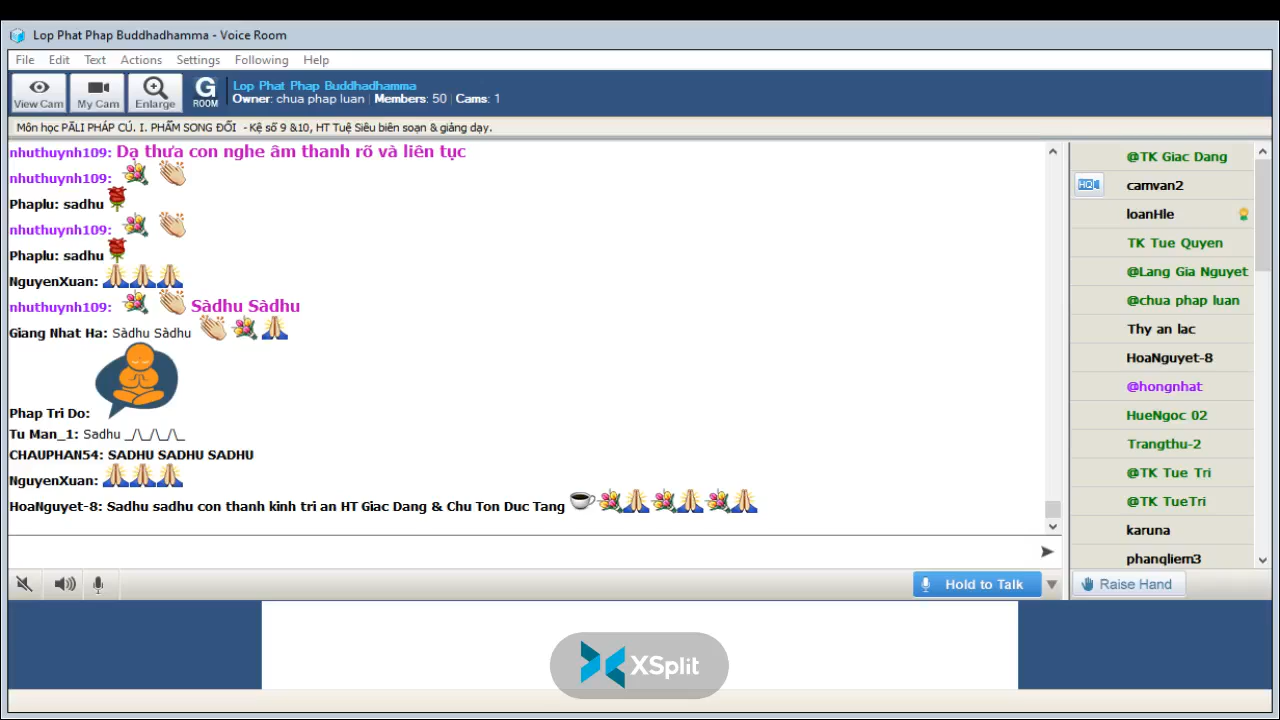 Lop Phat Phap Buddhadhamma - Voice Room
File Edit Text Actions Settings Following Help
View Cam My Cam Enlarge G ROOM
Lop Phat Phap Buddhadhamma
Owner: chua phap luan | Members: 50 | Cams: 1
Môn học PÃLI PHÁP CÚ. I. PHẨM SONG ĐỐI - Kệ số 9 &10, HT Tuệ Siêu biên soạn & giảng dạy.
nhuthuynh109: Dạ thưa con nghe âm thanh rõ và liên tục
nhuthuynh109:
Phaplu: sadhu
nhuthuynh109:
Phaplu: sadhu
NguyenXuan:
nhuthuynh109: Sàdhu Sàdhu
Giang Nhat Ha: Sàdhu Sàdhu
Phap Tri Do:
Tu Man_1: Sadhu _/\_/\_/\_
CHAUPHAN54: SADHU SADHU SADHU
NguyenXuan:
HoaNguyet-8: Sadhu sadhu con thanh kinh tri an HT Giac Dang & Chu Ton Duc Tang
@TK Giac Dang
HQ camvan2
loanHle
TK Tue Quyen
@Lang Gia Nguyet
@chua phap luan
Thy an lac
HoaNguyet-8
@hongnhat
HueNgoc 02
Trangthu-2
@TK Tue Tri
@TK TueTri
karuna
phanqliem3
Hold to Talk
Raise Hand
XSplit